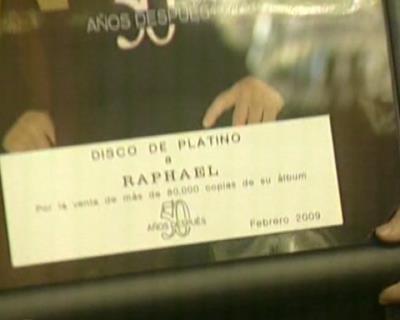 50
AÑOS DESPUÉS
DISCO DE PLATINO
a
RAPHAEL
Por la venta de más de 80,000 copias de su álbum
50
AÑOS DESPUÉS
Febrero 2009